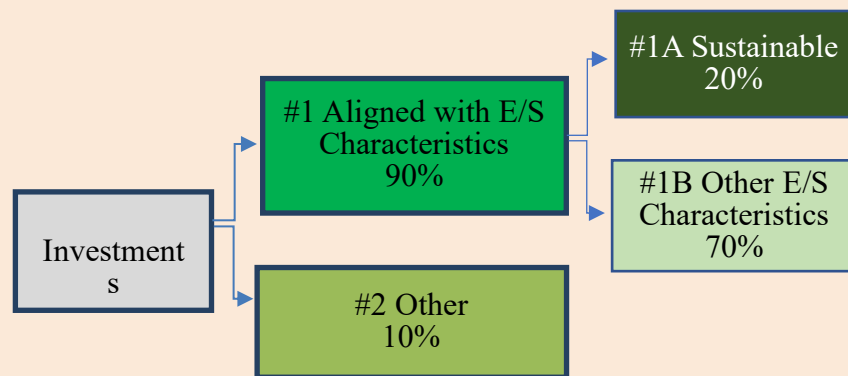 #1A Sustainable
20%
#1 Aligned with E/S
Characteristics
90%
#1B Other E/S
Characteristics
70%
Investment
s
#2 Other
10%